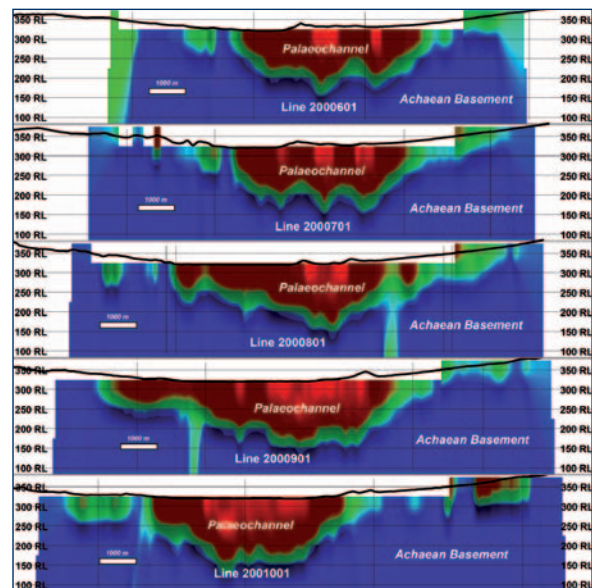 350 RL 350 RL
300 RL 300 RL
Palaeochannel
250 RL 250 RL
200 RL 1000 m 200 RL
150 RL Achaean Basement 150 RL
Line 2000601
100 RL 100 RL
350 RL 350 RL
300 RL 300 RL
Palaeochannel
250 RL 250 RL
200 RL 1000 m 200 RL
150 RL Achaean Basement 150 RL
Line 2000701
100 RL 100 RL
350 RL 350 RL
300 RL 300 RL
Palaeochannel
250 RL 250 RL
200 RL 1000 m 200 RL
150 RL Achaean Basement 150 RL
Line 2000801
100 RL 100 RL
350 RL 350 RL
300 RL 300 RL
Palaeochannel
250 RL 250 RL
200 RL 1000 m 200 RL
150 RL Achaean Basement 150 RL
Line 2000901
100 RL 100 RL
350 RL 350 RL
300 RL 300 RL
Palaeochannel
250 RL 250 RL
200 RL 1000 m 200 RL
150 RL Achaean Basement 150 RL
Line 2001001
100 RL 100 RL